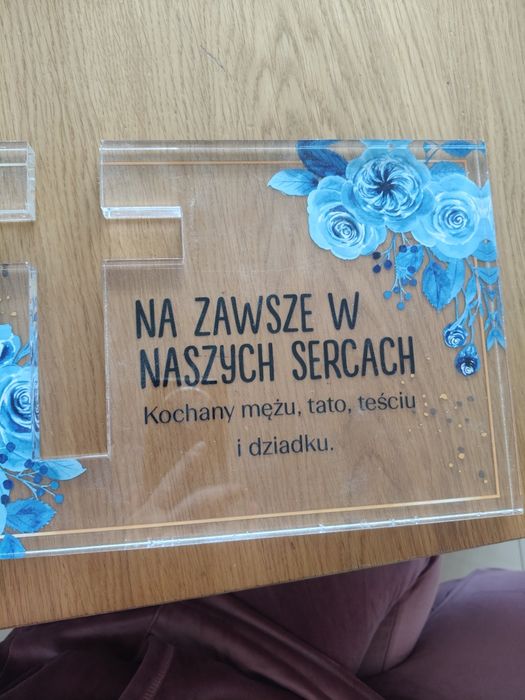 NA ZAWSZE W
NASZYCH SERCACH
Kochany mężu, tato, teściu
i dziadku.